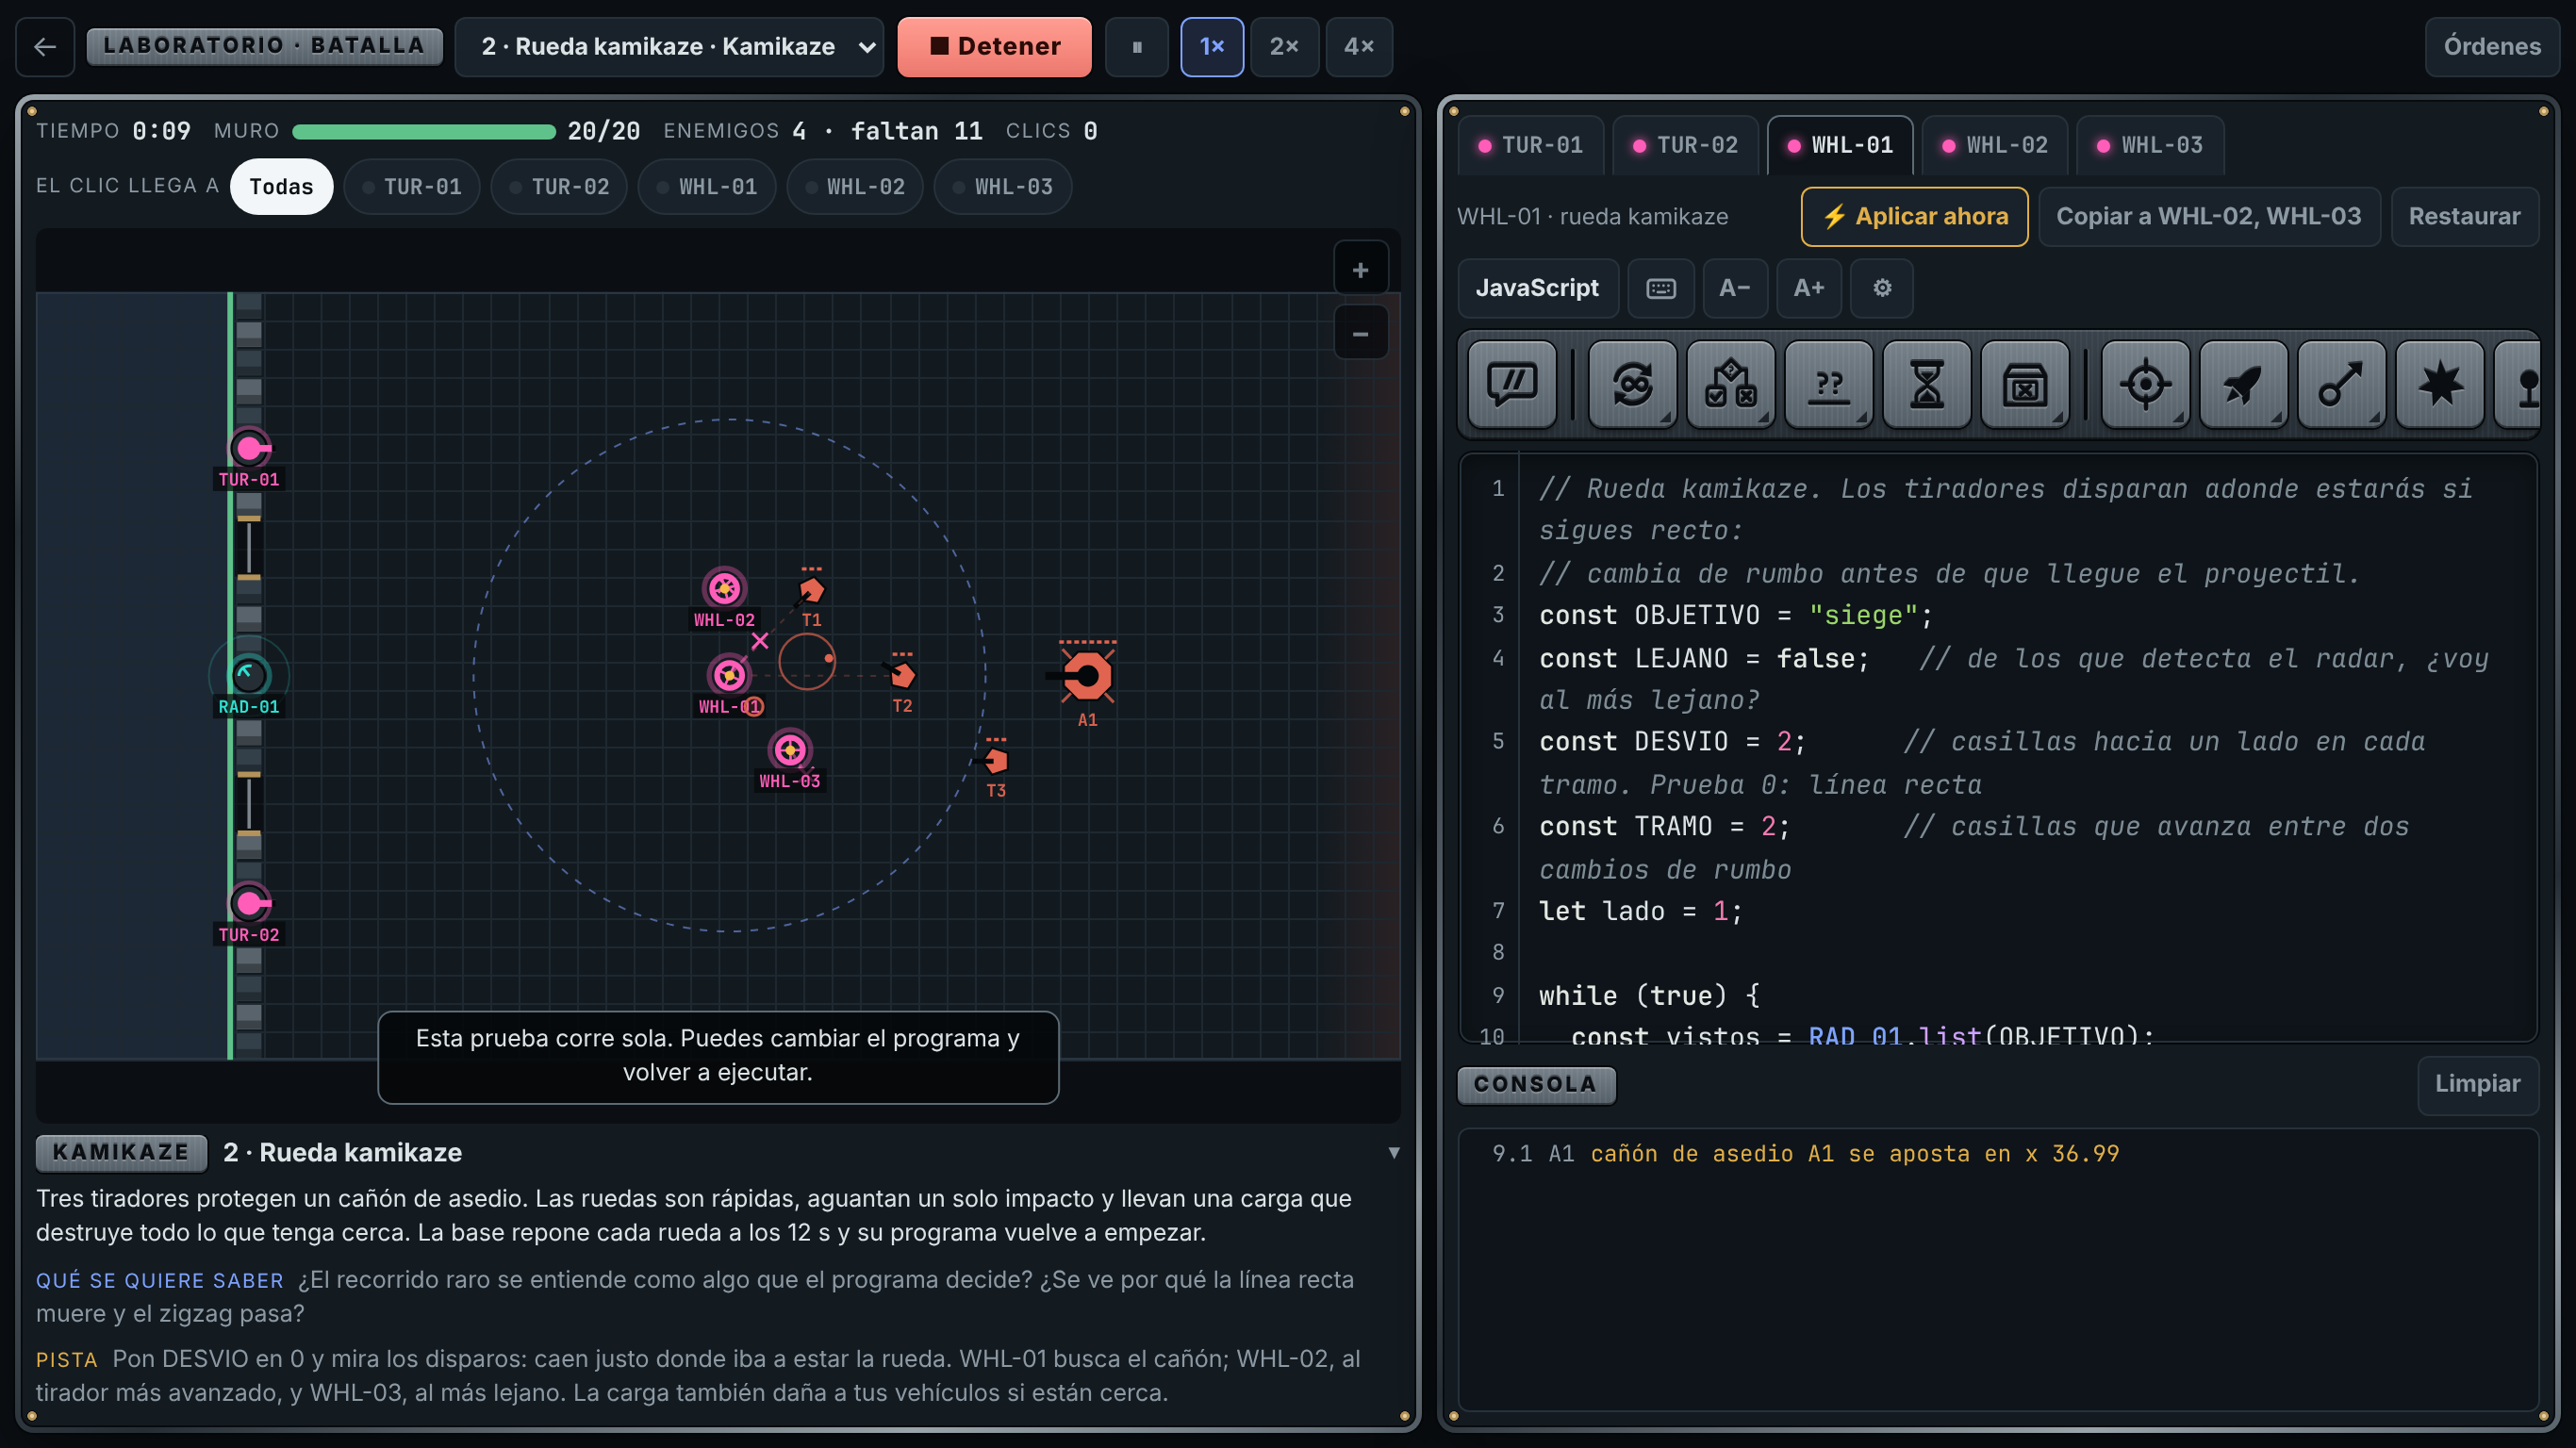 LABORATORIO · BATALLA
2 · Rueda kamikaze · Kamikaze
Detener
1×
2×
4×
Órdenes
TIEMPO 0:09 MURO 20/20 ENEMIGOS 4 · faltan 11 CLICS 0
EL CLIC LLEGA A Todas TUR-01 TUR-02 WHL-01 WHL-02 WHL-03
+
−
TUR-01
WHL-02
T1
RAD-01
WHL-01
T2
A1
WHL-03
T3
TUR-02
Esta prueba corre sola. Puedes cambiar el programa y
volver a ejecutar.
KAMIKAZE 2 · Rueda kamikaze
Tres tiradores protegen un cañón de asedio. Las ruedas son rápidas, aguantan un solo impacto y llevan una carga que
destruye todo lo que tenga cerca. La base repone cada rueda a los 12 s y su programa vuelve a empezar.
QUÉ SE QUIERE SABER ¿El recorrido raro se entiende como algo que el programa decide? ¿Se ve por qué la línea recta
muere y el zigzag pasa?
PISTA Pon DESVIO en 0 y mira los disparos: caen justo donde iba a estar la rueda. WHL-01 busca el cañón; WHL-02, al
tirador más avanzado, y WHL-03, al más lejano. La carga también daña a tus vehículos si están cerca.
TUR-01 TUR-02 WHL-01 WHL-02 WHL-03
WHL-01 · rueda kamikaze
⚡ Aplicar ahora
Copiar a WHL-02, WHL-03
Restaurar
JavaScript
A−
A+
//
??
1 // Rueda kamikaze. Los tiradores disparan adonde estarás si
sigues recto:
2 // cambia de rumbo antes de que llegue el proyectil.
3 const OBJETIVO = "siege";
4 const LEJANO = false; // de los que detecta el radar, ¿voy
al más lejano?
5 const DESVIO = 2; // casillas hacia un lado en cada
tramo. Prueba 0: línea recta
6 const TRAMO = 2; // casillas que avanza entre dos
cambios de rumbo
7 let lado = 1;
8
9 while (true) {
10 const vistos = RAD_01.list(OBJETIVO);
CONSOLA
Limpiar
9.1 A1 cañón de asedio A1 se aposta en x 36.99